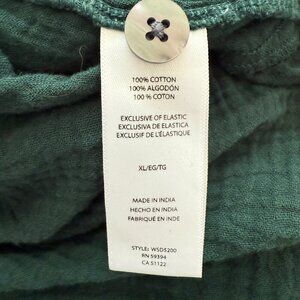 100% COTTON
100% ALGODÓN
100 % COTON
EXCLUSIVE OF ELASTIC
EXCLUSIVA DE ELASTICA
EXCLUSIF DE L'ÉLASTIQUE
XL/EG/TG
MADE IN INDIA
HECHO EN INDIA
FABRIQUÉ EN INDE
STYLE: WSD5200
RN 59394
CA 51122